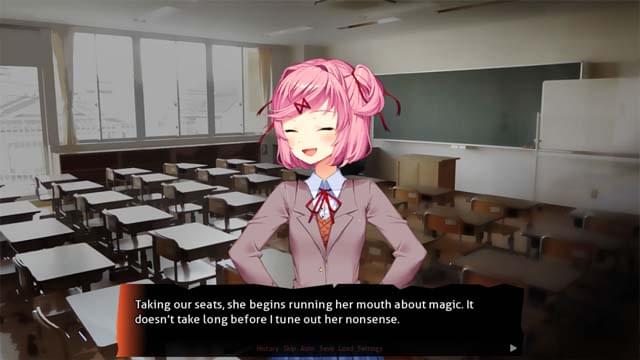 Taking our seats, she begins running her mouth about magic. It
doesn't take long before I tune out her nonsense.
History Skip Auto Save Load Settings